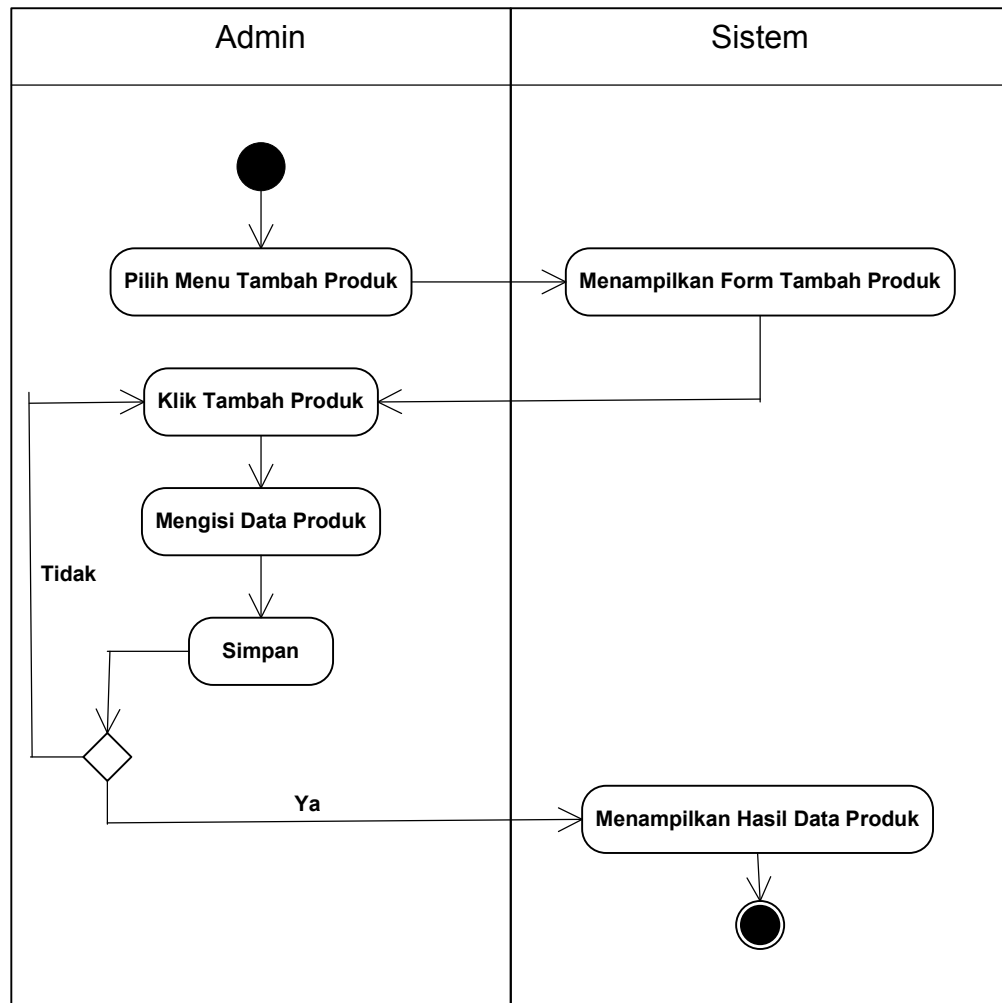 Admin
Sistem
Pilih Menu Tambah Produk
Menampilkan Form Tambah Produk
Klik Tambah Produk
Mengisi Data Produk
Tidak
Simpan
Ya
Menampilkan Hasil Data Produk